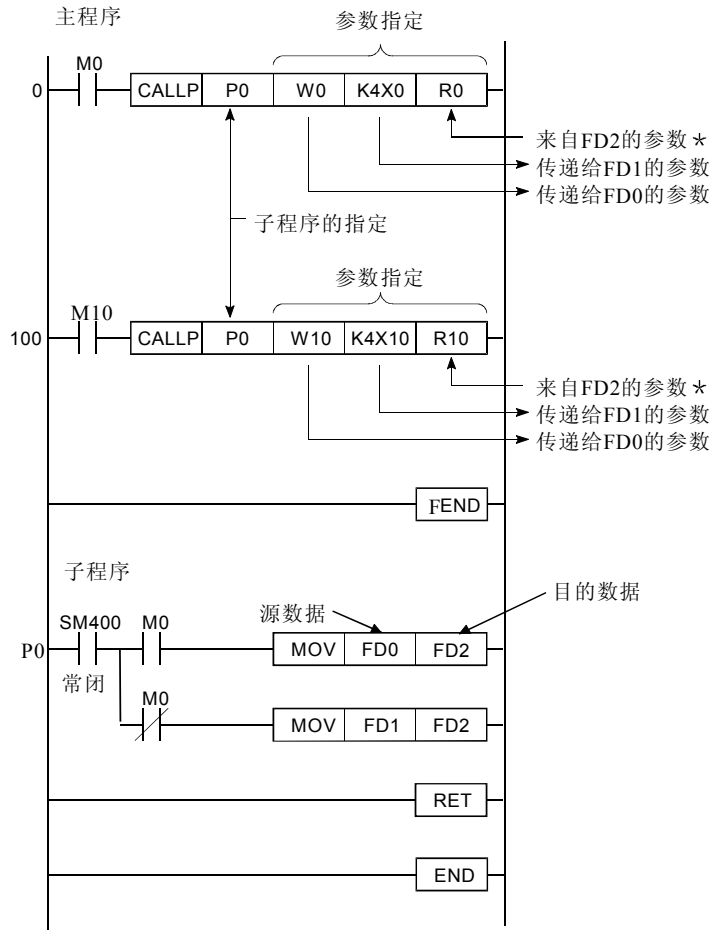 主程序
参数指定
M0
0 CALLP P0 W0 K4X0 R0
来自FD2的参数*
传递给FD1的参数
传递给FD0的参数
子程序的指定
参数指定
M10
100 CALLP P0 W10 K4X10 R10
来自FD2的参数*
传递给FD1的参数
传递给FD0的参数
FEND
子程序
源数据
目的数据
SM400 M0
P0 MOV FD0 FD2
常闭
M0
MOV FD1 FD2
RET
END